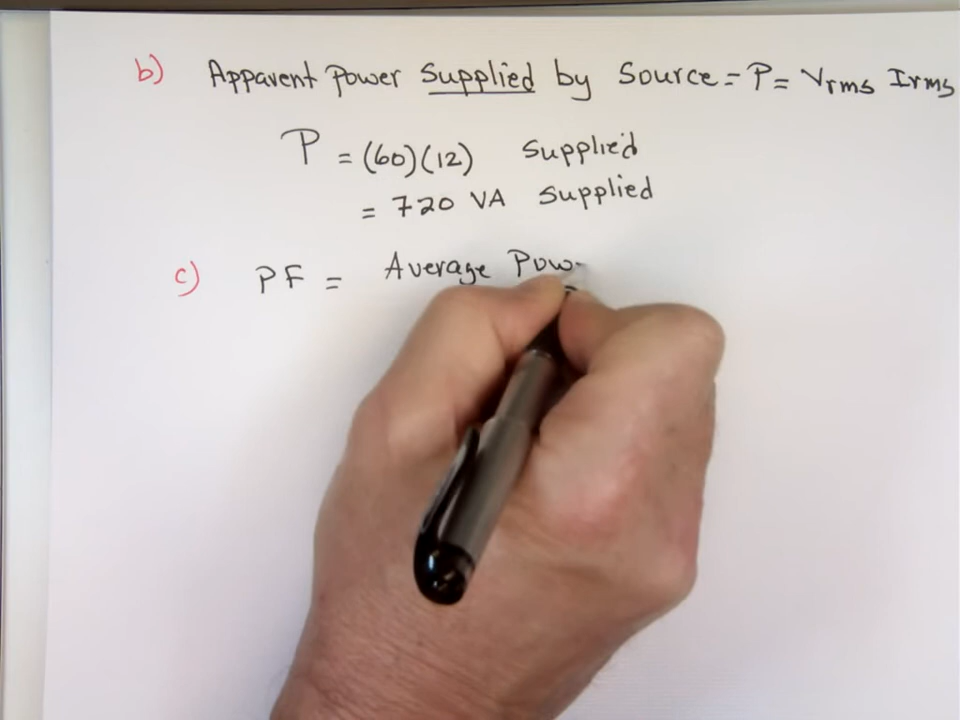 b) Apparent Power Supplied by Source = P = Vrms Irms
P = (60)(12) Supplied
= 720 VA Supplied
c) PF = Average Pow